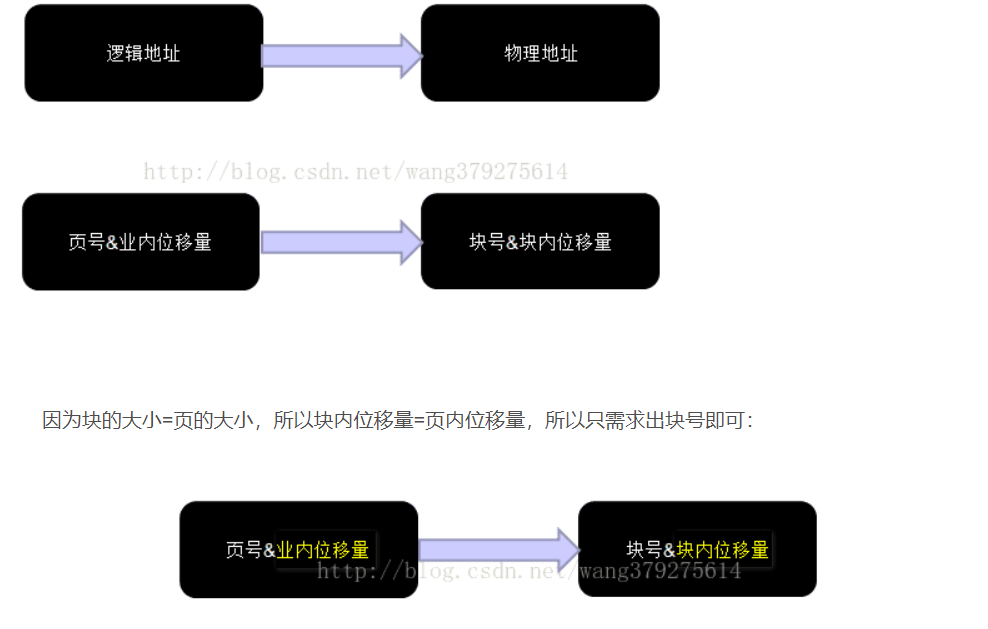 逻辑地址 物理地址
http://blog.csdn.net/wang379275614
页号&业内位移量 块号&块内位移量
因为块的大小=页的大小，所以块内位移量=页内位移量，所以只需求出块号即可：
页号&业内位移量 块号&块内位移量
http://blog.csdn.net/wang379275614